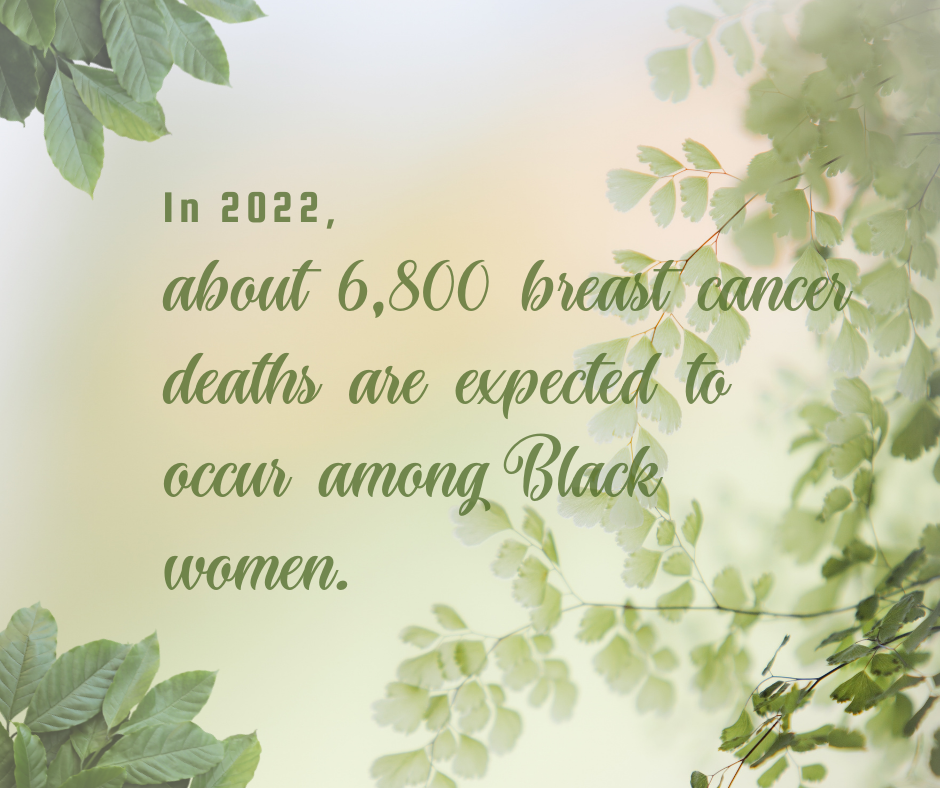 In 2022,
about 6,800 breast cancer
deaths are expected to
occur among Black
women.